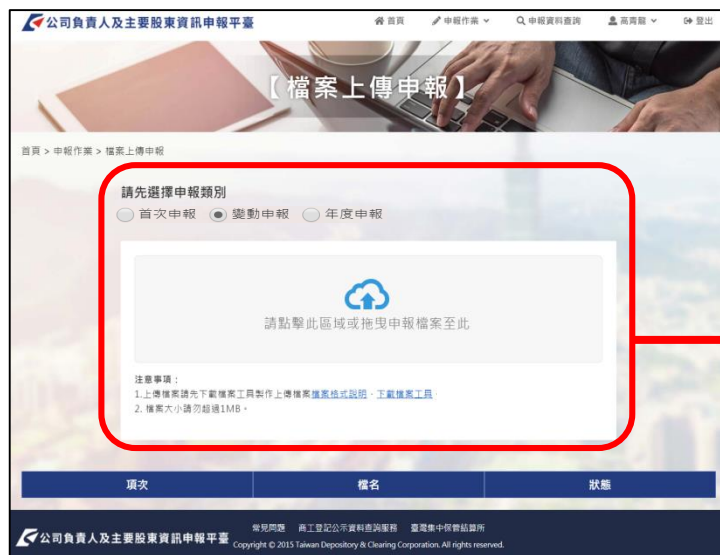 公司負責人及主要股東資訊申報平臺 首頁 申報作業 申報資料查詢 登出
【檔案上傳申報】
首頁 > 申報作業 > 檔案上傳申報
請先選擇申報類別
首次申報 變動申報 年度申報
請點擊此區域或拖曳申報檔案至此
注意事項：
1.上傳檔案請先下載檔案工具製作上傳檔案檔案格式説明、下載檔案工具.
2. 檔案大小請勿超過1MB。
項次 檔名 狀態
公司負責人及主要股東資訊申報平臺
常見問題 商工登記公示資料查詢服務 臺灣集中保管結算所
Copyright © 2015 Taiwan Depository & Clearing Corporation. All rights reserved.